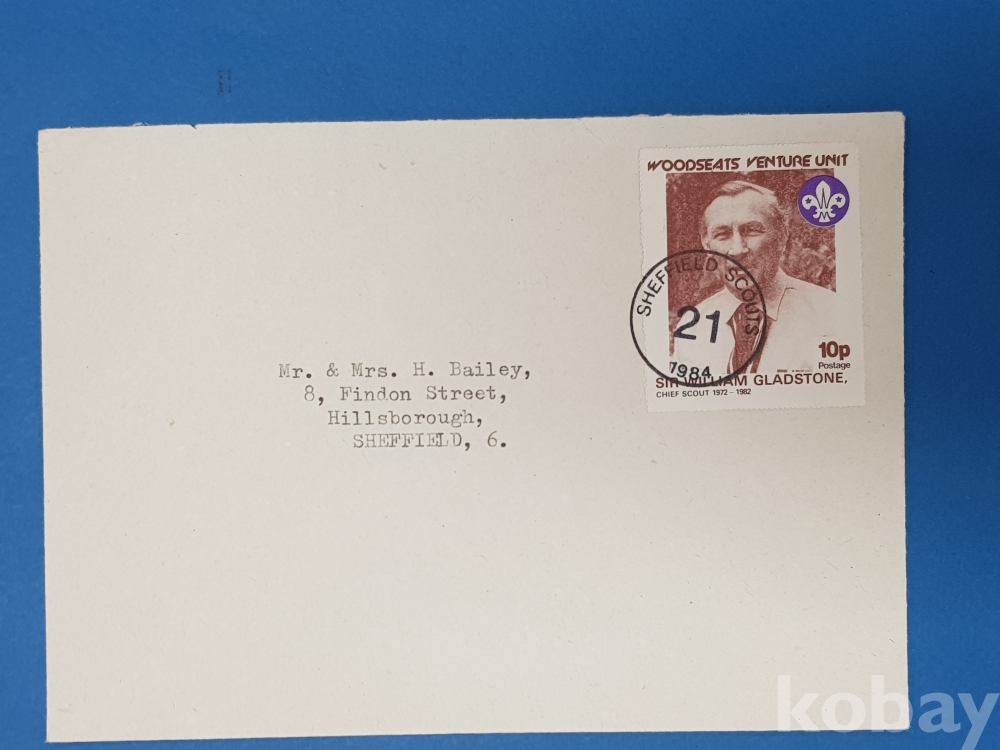 WOODSEATS VENTURE UNIT
SHEFFIELD SCOUTS
21
1984
10p
Postage
SIR WILLIAM GLADSTONE,
CHIEF SCOUT 1972 - 1982
Mr. & Mrs. H. Bailey,
8, Findon Street,
Hillsborough,
SHEFFIELD, 6.
kobay